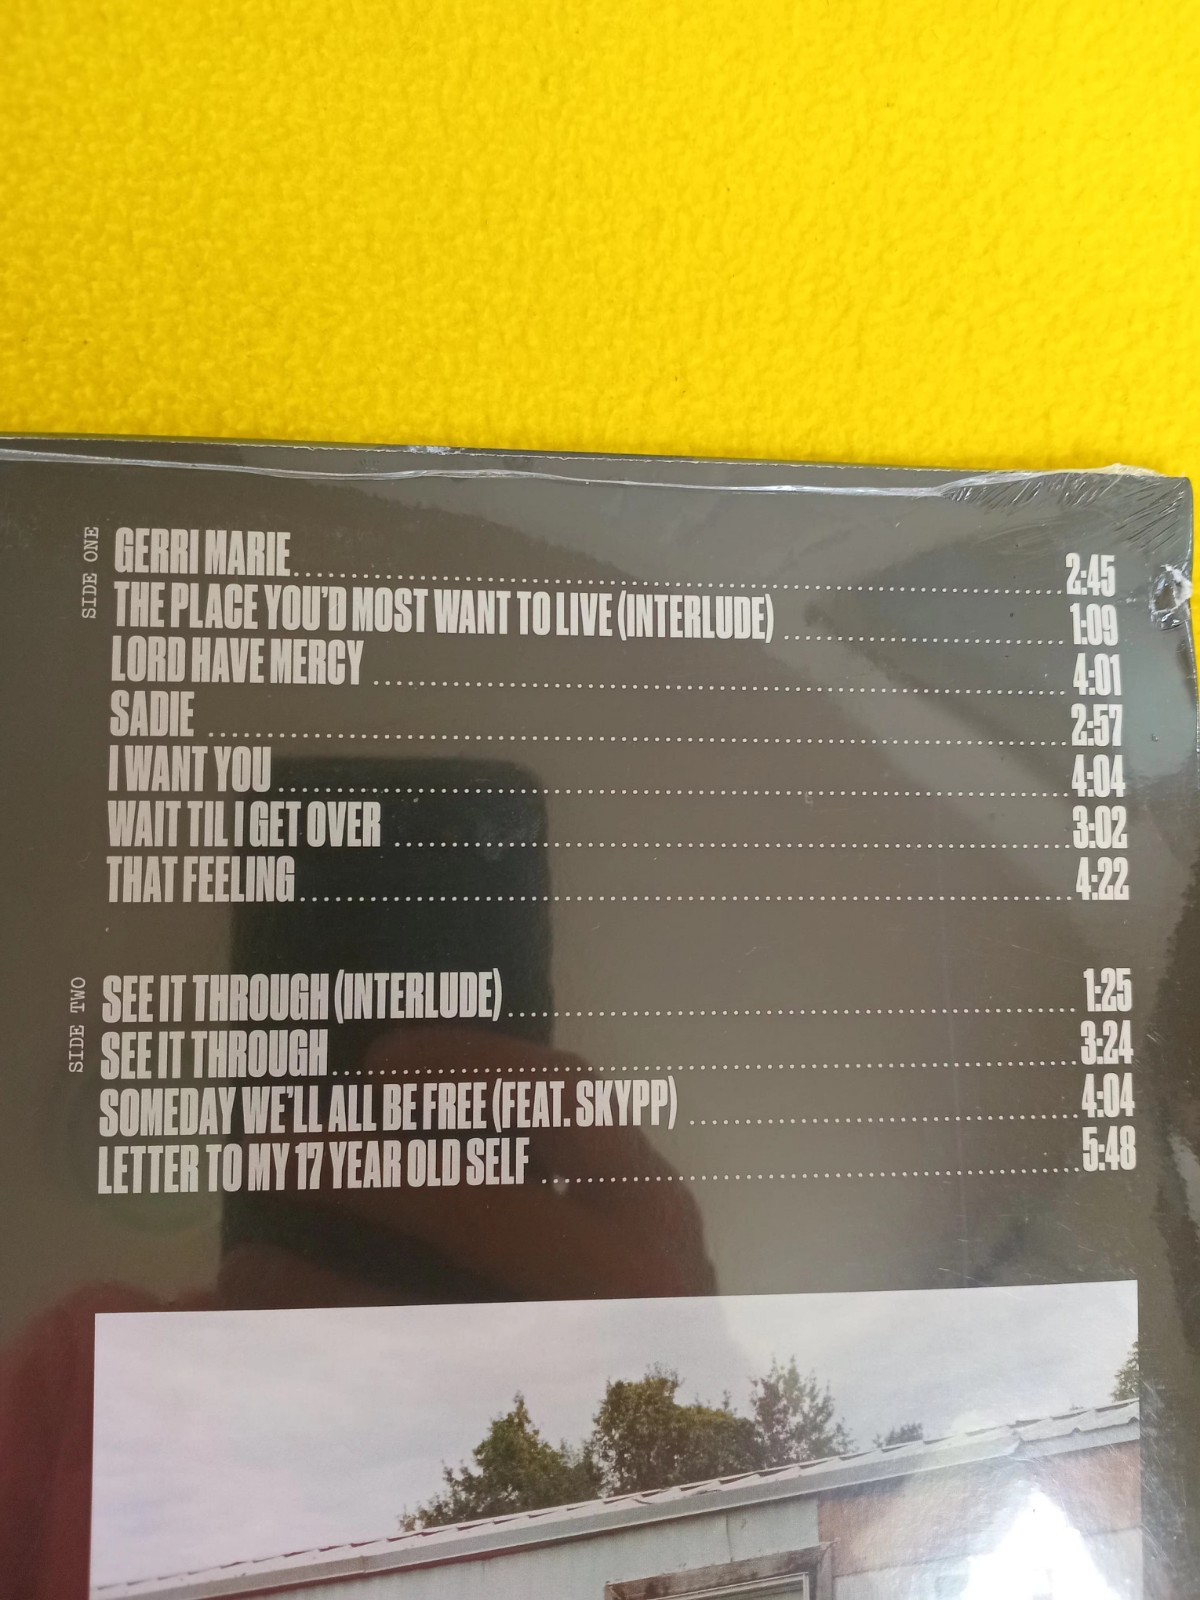 SIDE ONE
GERRI MARIE 2:45
THE PLACE YOU'D MOST WANT TO LIVE (INTERLUDE) 1:09
LORD HAVE MERCY 4:01
SADIE 2:57
I WANT YOU 4:04
WAIT TIL I GET OVER 3:02
THAT FEELING 4:22
SIDE TWO
SEE IT THROUGH (INTERLUDE) 1:25
SEE IT THROUGH 3:24
SOMEDAY WE'LL ALL BE FREE (FEAT. SKYPP) 4:04
LETTER TO MY 17 YEAR OLD SELF 5:48